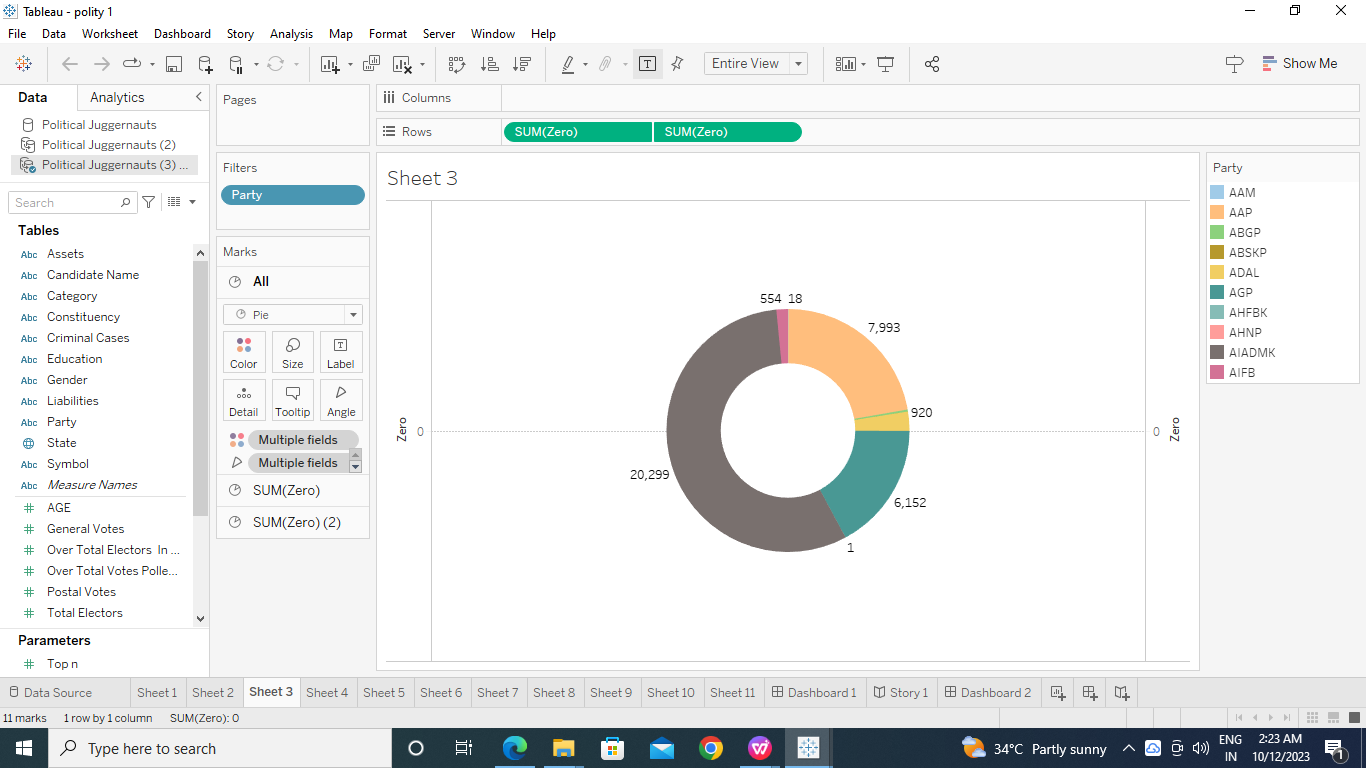 Tableau - polity 1
File Data Worksheet Dashboard Story Analysis Map Format Server Window Help
Entire View
Show Me
Data Analytics
Political Juggernauts
Political Juggernauts (2)
Political Juggernauts (3) ...
Search
Tables
Abc Assets
Abc Candidate Name
Abc Category
Abc Constituency
Abc Criminal Cases
Abc Education
Abc Gender
Abc Liabilities
Abc Party
State
Abc Symbol
Abc Measure Names
# AGE
# General Votes
# Over Total Electors In ...
# Over Total Votes Polle...
# Postal Votes
# Total Electors
Parameters
# Top n
Pages
Filters
Party
Marks
All
Pie
Color Size Label
Detail Tooltip Angle
Multiple fields
Multiple fields
SUM(Zero)
SUM(Zero) (2)
Columns
Rows SUM(Zero) SUM(Zero)
Sheet 3
554 18
7,993
920
Zero 0
0 Zero
20,299
6,152
1
Party
AAM
AAP
ABGP
ABSKP
ADAL
AGP
AHFBK
AHNP
AIADMK
AIFB
Data Source Sheet 1 Sheet 2 Sheet 3 Sheet 4 Sheet 5 Sheet 6 Sheet 7 Sheet 8 Sheet 9 Sheet 10 Sheet 11 Dashboard 1 Story 1 Dashboard 2
11 marks 1 row by 1 column SUM(Zero): 0
Type here to search
34°C Partly sunny
ENG
IN
2:23 AM
10/12/2023
1